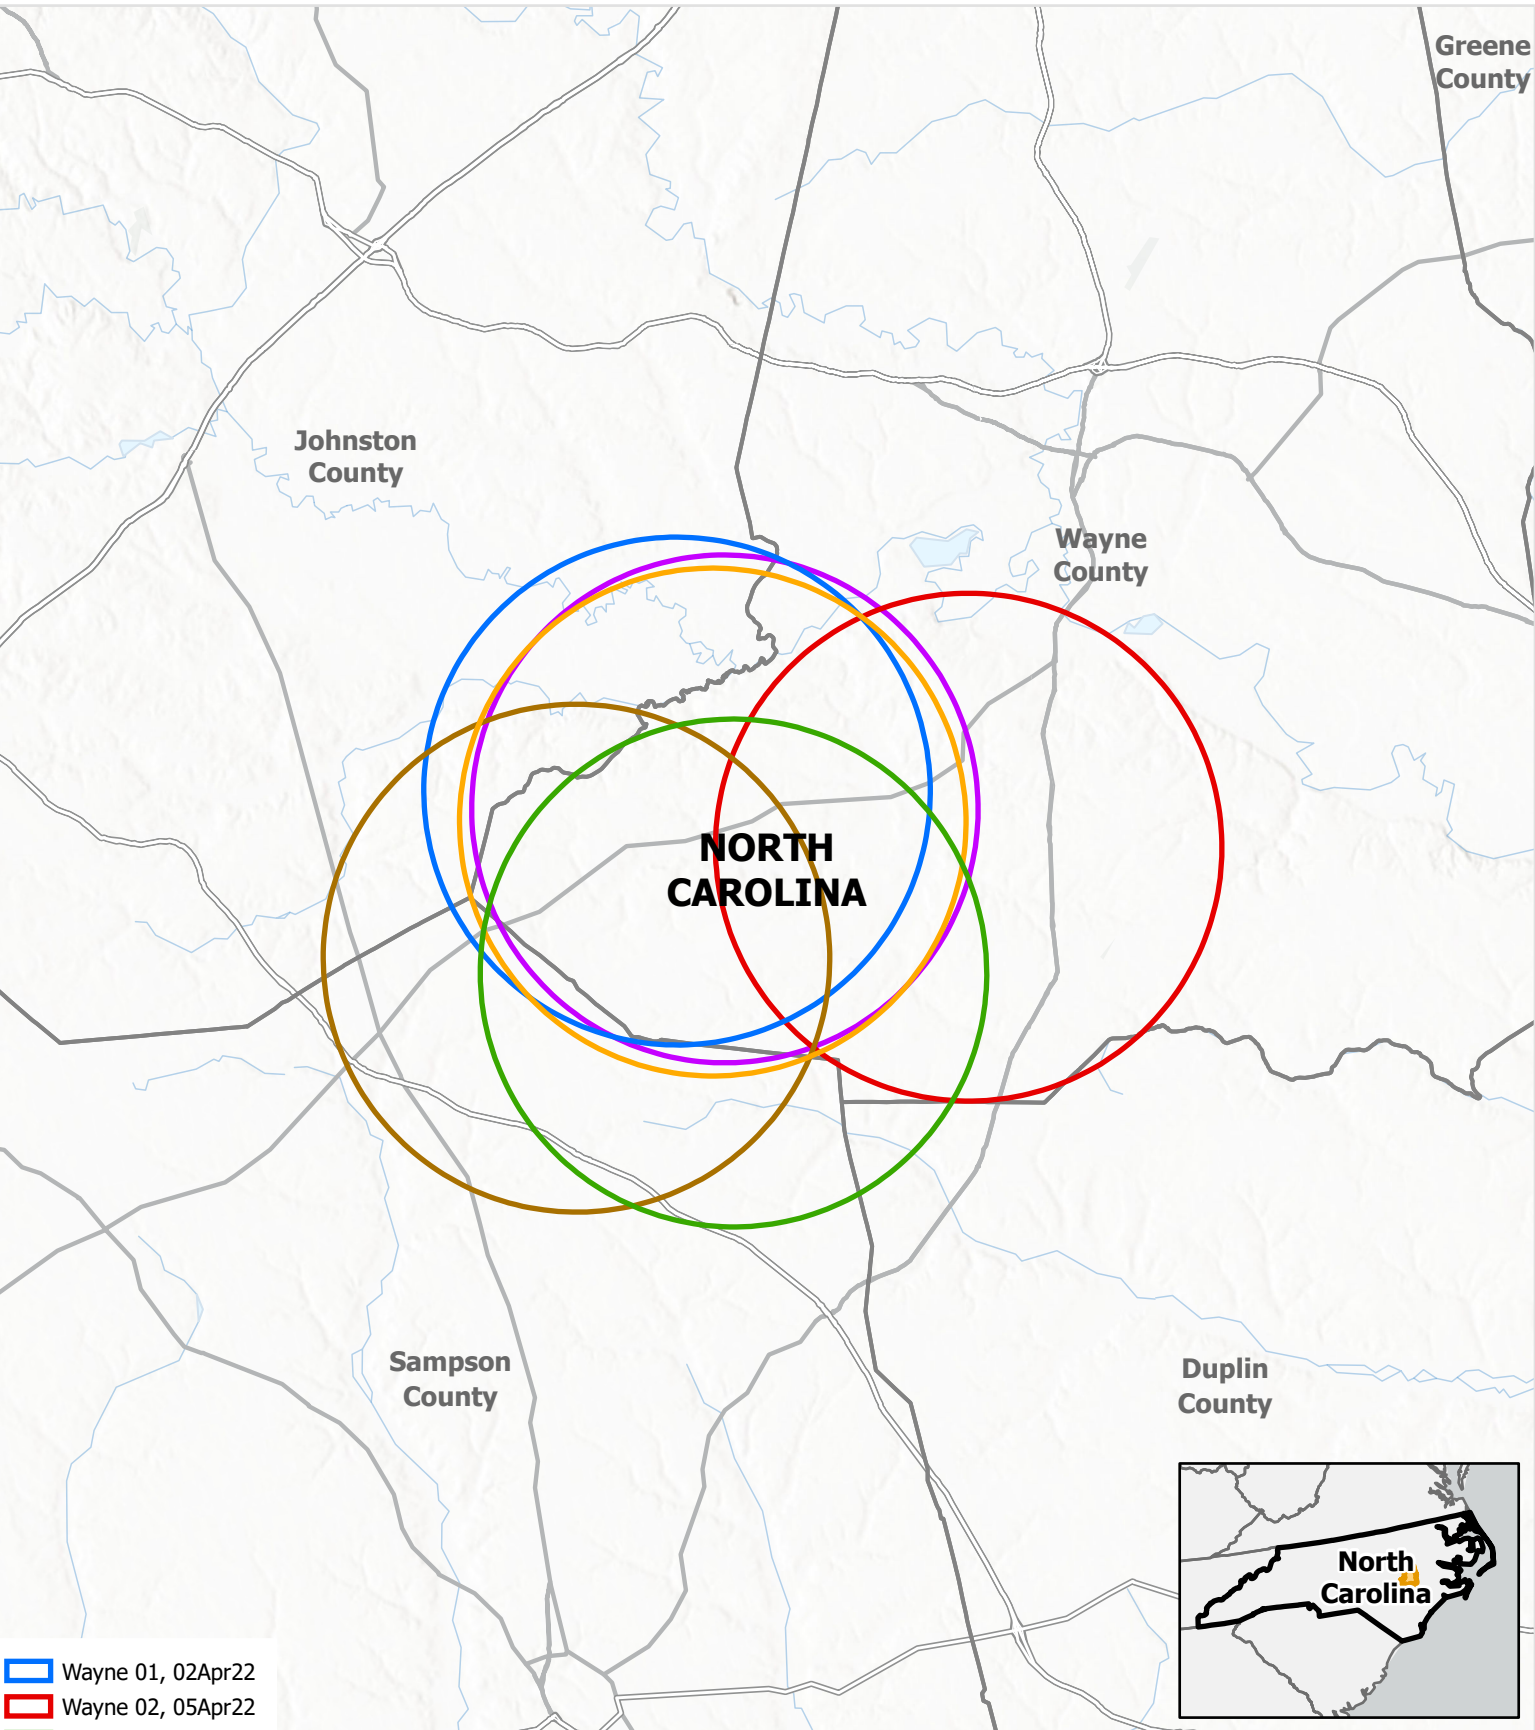 Greene
County
Johnston
County
Wayne
County
NORTH
CAROLINA
Sampson
County
Duplin
County
North
Carolina
Wayne 01, 02Apr22
Wayne 02, 05Apr22